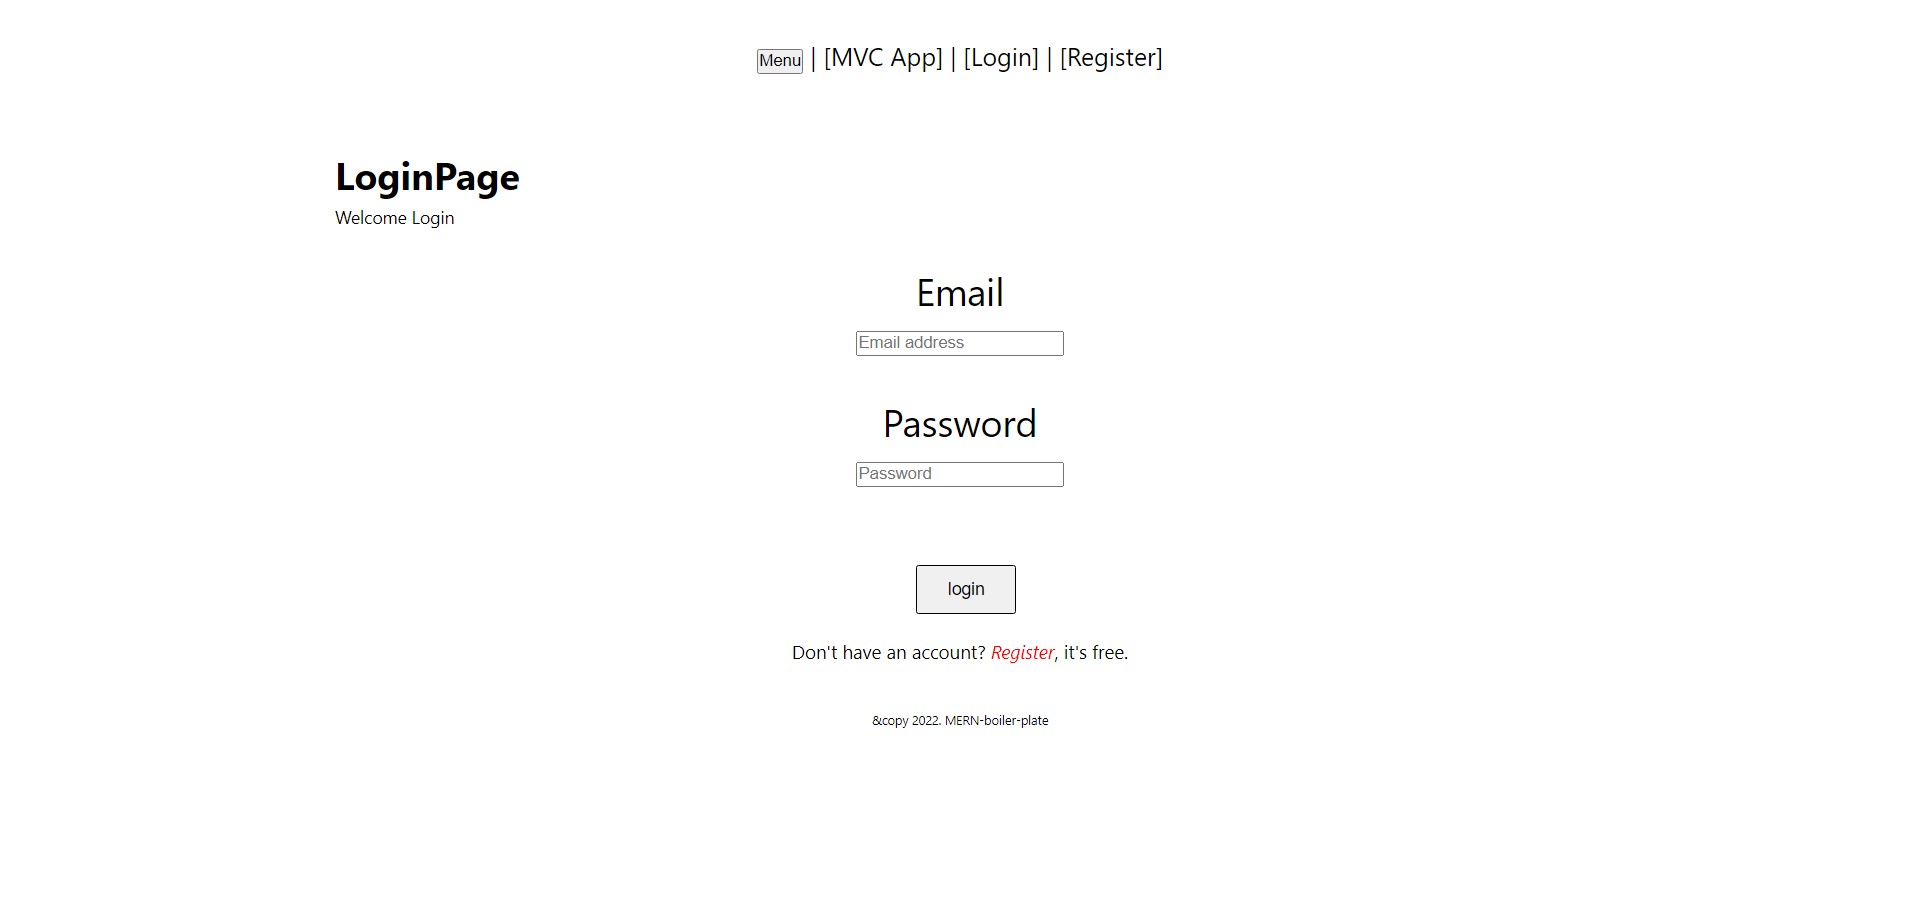 Menu | [MVC App] | [Login] | [Register]
LoginPage
Welcome Login
Email
Email address
Password
Password
login
Don't have an account? Register, it's free.
&copy 2022. MERN-boiler-plate